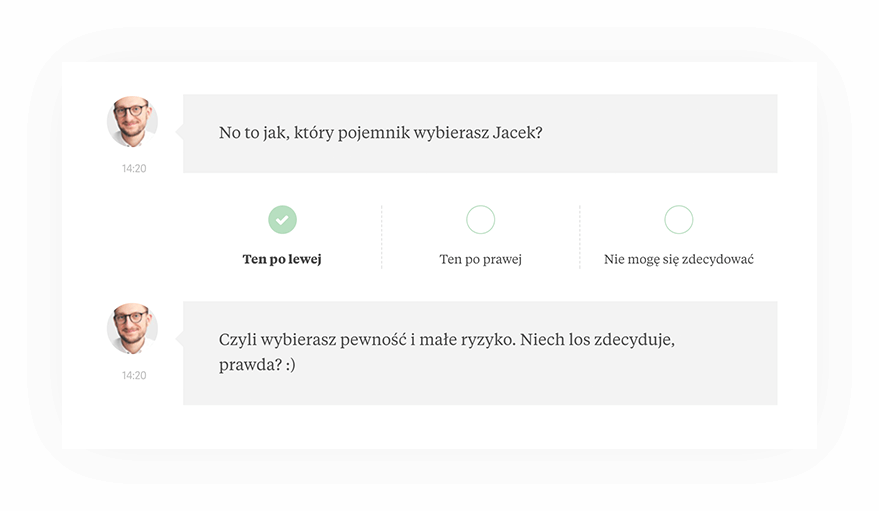 No to jak, który pojemnik wybierasz Jacek?
14:20
Ten po lewej
Ten po prawej
Nie mogę się zdecydować
Czyli wybierasz pewność i małe ryzyko. Niech los zdecyduje,
prawda? :)
14:20